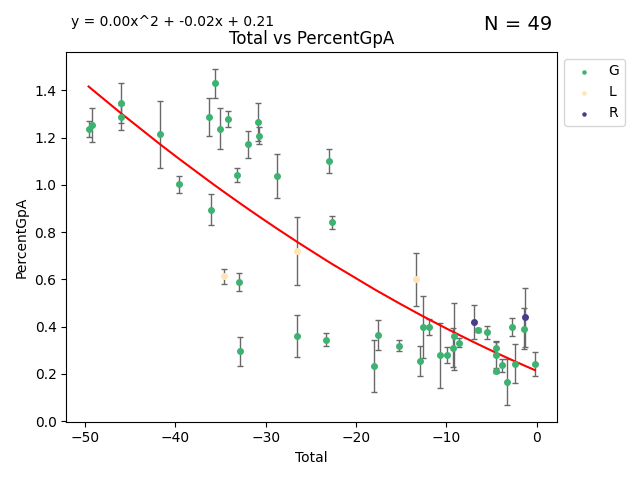 y = 0.00x^2 + -0.02x + 0.21
N = 49
Total vs PercentGpA
G
L
R
PercentGpA
1.4
1.2
1.0
0.8
0.6
0.4
0.2
0.0
−50
−40
−30
−20
−10
0
Total